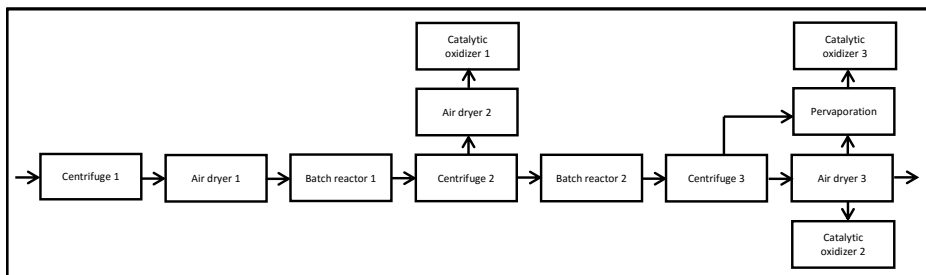 Catalytic
oxidizer 1
Catalytic
oxidizer 3
Air dryer 2
Pervaporation
Centrifuge 1
Air dryer 1
Batch reactor 1
Centrifuge 2
Batch reactor 2
Centrifuge 3
Air dryer 3
Catalytic
oxidizer 2